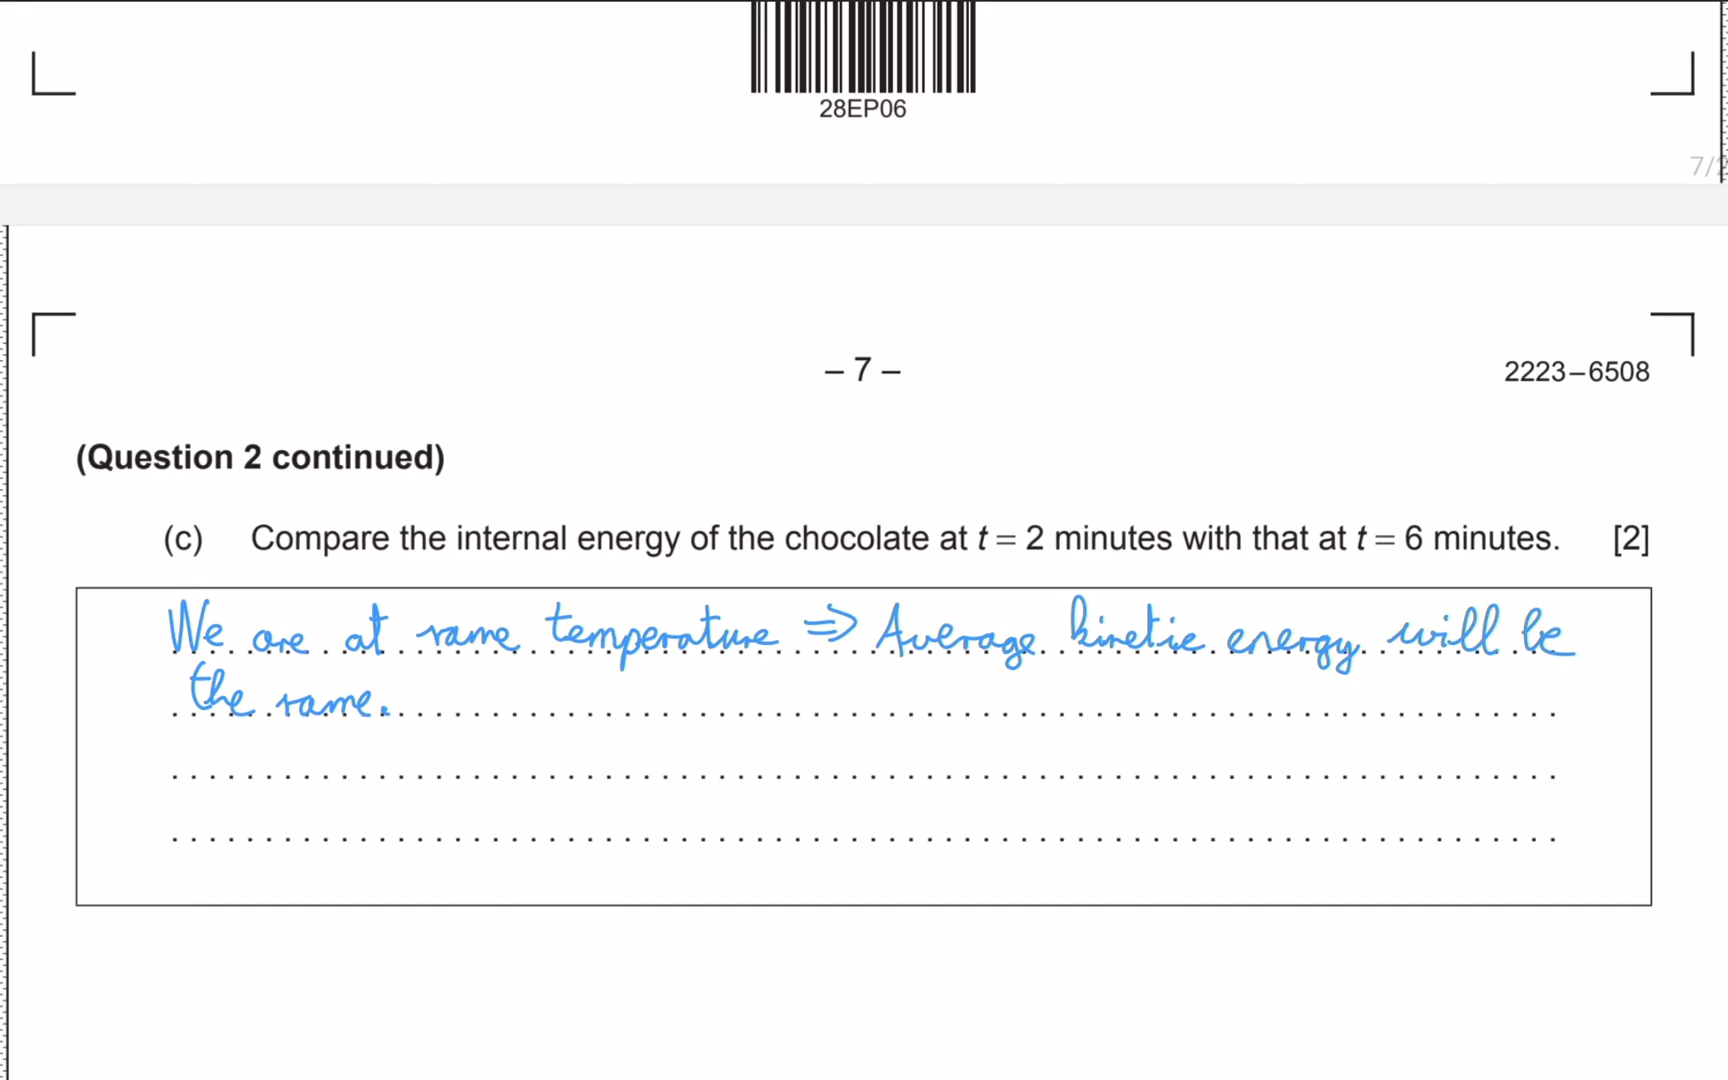 28EP06
7/2
– 7 –
2223–6508
(Question 2 continued)
(c) Compare the internal energy of the chocolate at t = 2 minutes with that at t = 6 minutes. [2]
We are at same temperature ⇒ Average kinetic energy will be
the same.